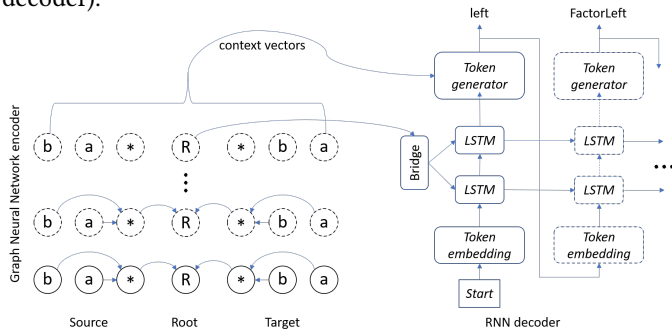 decoder).
left FactorLeft
context vectors
Token generator Token generator
Graph Neural Network encoder
b a * R * b a
Bridge
LSTM LSTM
...
...
LSTM LSTM
b a * R * b a
Token embedding Token embedding
b a * R * b a
Start
Source Root Target RNN decoder